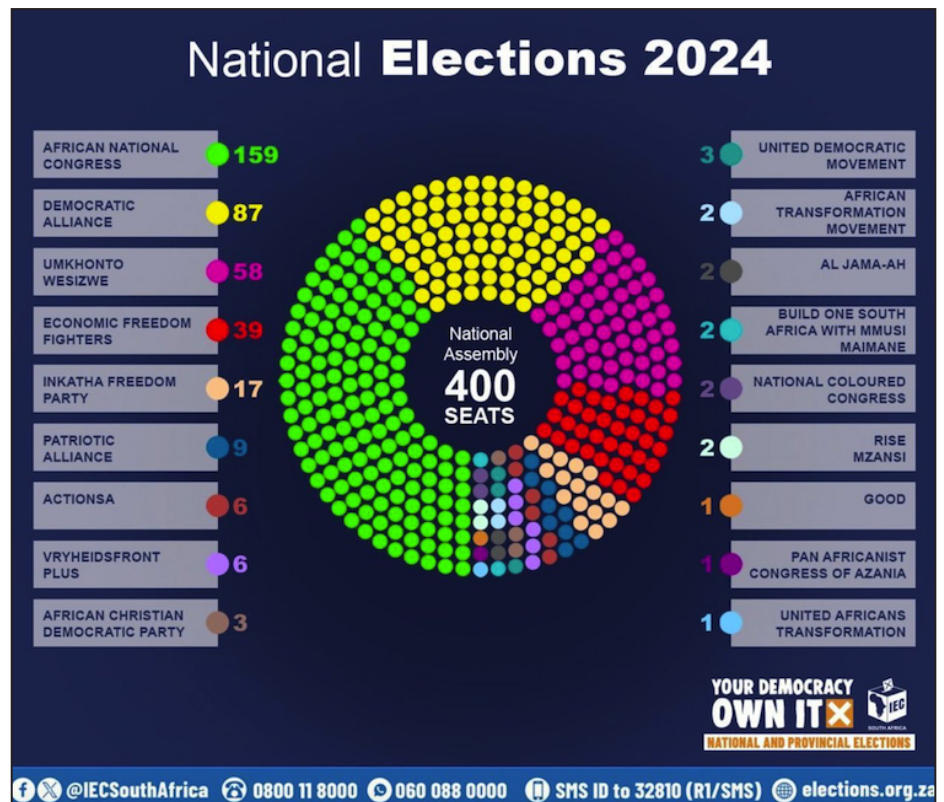 National Elections 2024
AFRICAN NATIONAL
CONGRESS
159
DEMOCRATIC
ALLIANCE
87
UMKHONTO
WESIZWE
58
ECONOMIC FREEDOM
FIGHTERS
39
INKATHA FREEDOM
PARTY
17
PATRIOTIC
ALLIANCE
9
ACTIONSA
6
VRYHEIDSFRONT
PLUS
6
AFRICAN CHRISTIAN
DEMOCRATIC PARTY
3
National
Assembly
400
SEATS
3
UNITED DEMOCRATIC
MOVEMENT
2
AFRICAN
TRANSFORMATION
MOVEMENT
2
AL JAMA-AH
2
BUILD ONE SOUTH
AFRICA WITH MMUSI
MAIMANE
2
NATIONAL COLOURED
CONGRESS
2
RISE
MZANSI
1
GOOD
1
PAN AFRICANIST
CONGRESS OF AZANIA
1
UNITED AFRICANS
TRANSFORMATION
YOUR DEMOCRACY
OWN IT X
IEC
SOUTH AFRICA
NATIONAL AND PROVINCIAL ELECTIONS
@IECSouthAfrica 0800 11 8000 060 088 0000 SMS ID to 32810 (R1/SMS) elections.org.za